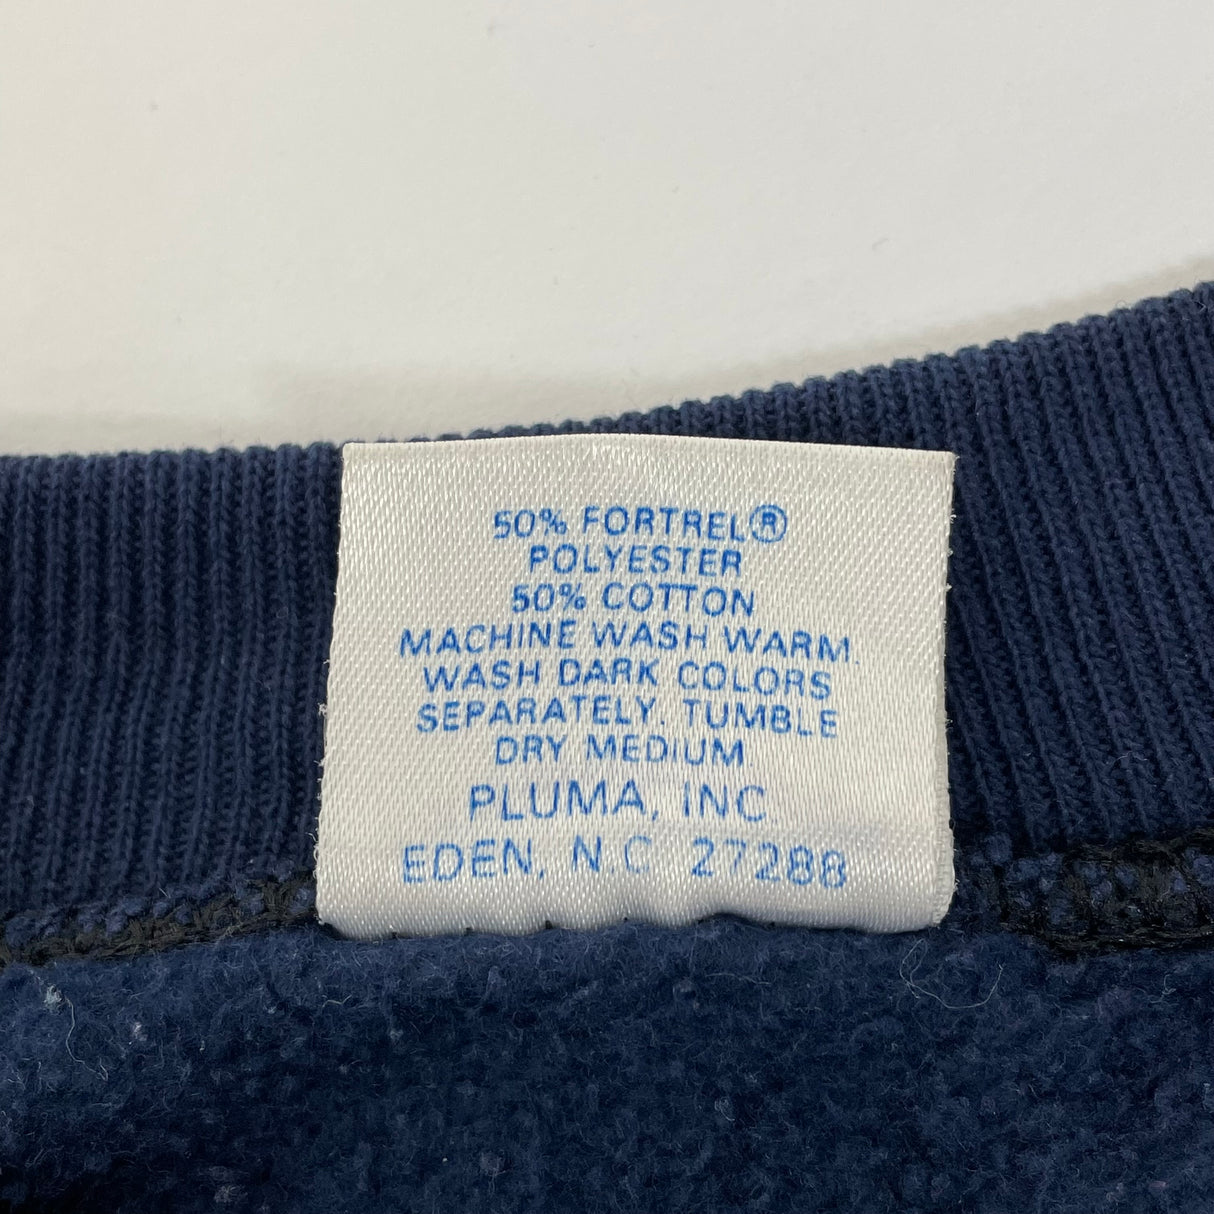 50% FORTREL®
POLYESTER
50% COTTON
MACHINE WASH WARM.
WASH DARK COLORS
SEPARATELY. TUMBLE
DRY MEDIUM
PLUMA, INC.
EDEN, N.C. 27288